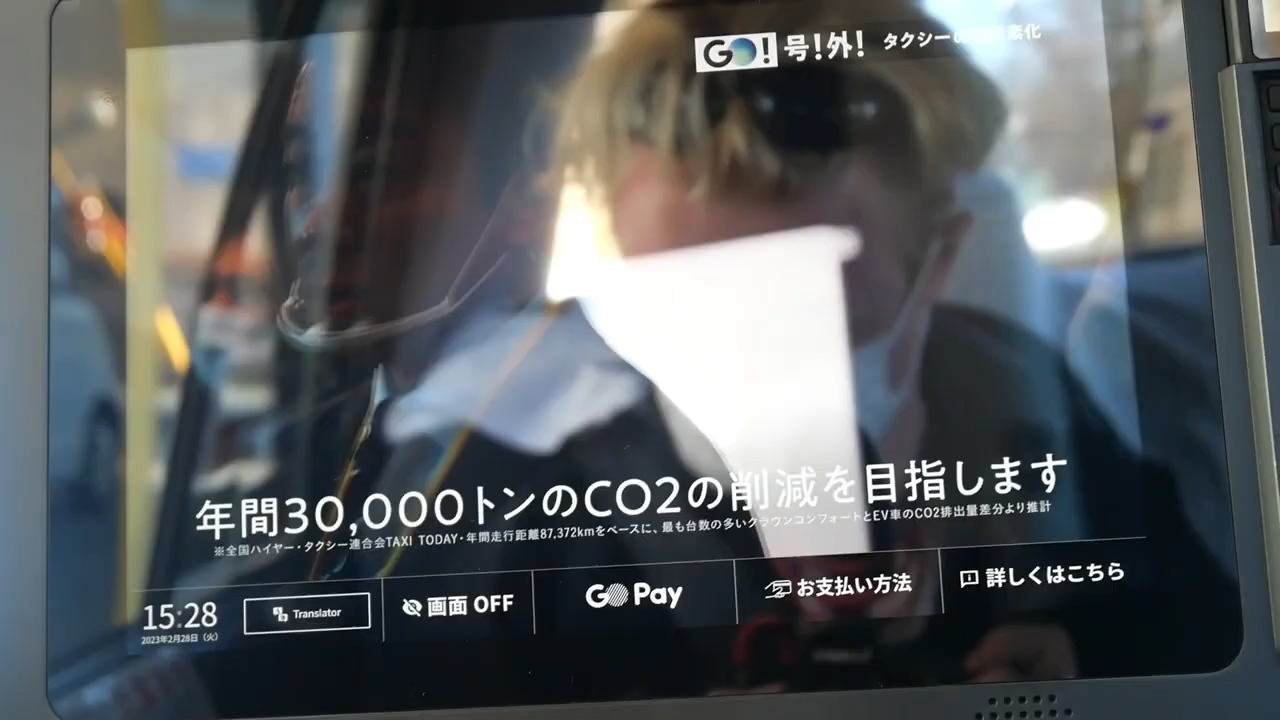 GO! 号!外! タクシー
年間30,000トンのCO2の削減を目指します
※全国ハイヤー・タクシー連合会TAXI TODAY・年間走行距離87,372kmをベースに、最も台数の多いクラウンコンフォートとEV車のCO2排出量差分より推計
15:28
2023年2月28日（火）
Translator
画面 OFF
GO Pay
お支払い方法
詳しくはこちら